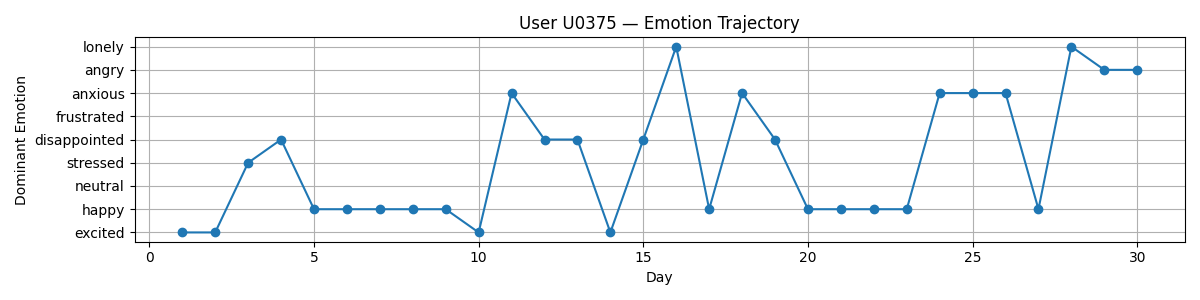 User U0375 — Emotion Trajectory
Dominant Emotion
lonely
angry
anxious
frustrated
disappointed
stressed
neutral
happy
excited
0 5 10 15 20 25 30
Day